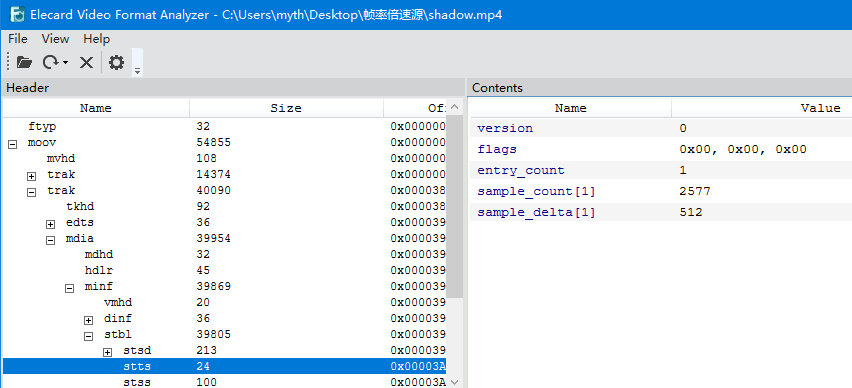 Elecard Video Format Analyzer - C:\Users\myth\Desktop\帧率倍速源\shadow.mp4
File View Help
Header
Name Size Of
ftyp 32 0x000000
moov 54855 0x000000
mvhd 108 0x000000
trak 14374 0x000000
trak 40090 0x000038
tkhd 92 0x000038
edts 36 0x000039
mdia 39954 0x000039
mdhd 32 0x000039
hdlr 45 0x000039
minf 39869 0x000039
vmhd 20 0x000039
dinf 36 0x000039
stbl 39805 0x000039
stsd 213 0x000039
stts 24 0x00003A
stss 100 0x00003A
Contents
Name Value
version 0
flags 0x00, 0x00, 0x00
entry_count 1
sample_count[1] 2577
sample_delta[1] 512